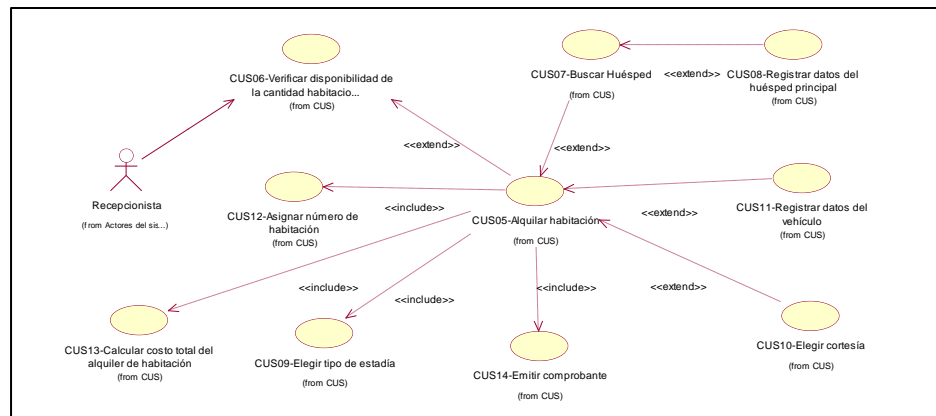 CUS06-Verificar disponibilidad de
la cantidad habitacio...
(from CUS)
CUS07-Buscar Huésped
(from CUS)
<<extend>>
CUS08-Registrar datos del
huésped principal
(from CUS)
<<extend>>
<<extend>>
Recepcionista
(from Actores del sis...)
CUS12-Asignar número de
habitación
(from CUS)
<<include>>
CUS05-Alquilar habitación
(from CUS)
<<extend>>
CUS11-Registrar datos del
vehículo
(from CUS)
<<include>>
<<include>>
<<include>>
<<extend>>
CUS13-Calcular costo total del
alquiler de habitación
(from CUS)
CUS09-Elegir tipo de estadía
(from CUS)
CUS14-Emitir comprobante
(from CUS)
CUS10-Elegir cortesía
(from CUS)